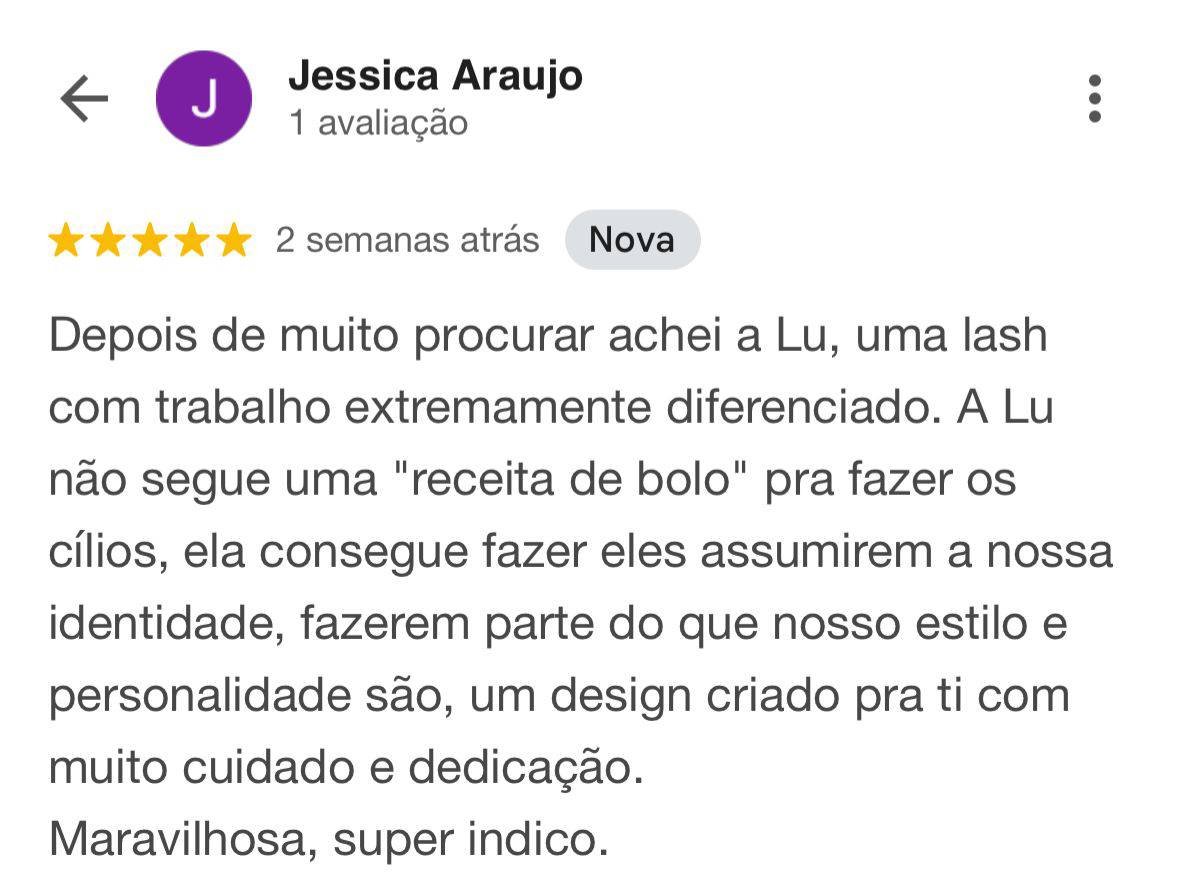 J
Jessica Araujo
1 avaliação
2 semanas atrás Nova
Depois de muito procurar achei a Lu, uma lash
com trabalho extremamente diferenciado. A Lu
não segue uma "receita de bolo" pra fazer os
cílios, ela consegue fazer eles assumirem a nossa
identidade, fazerem parte do que nosso estilo e
personalidade são, um design criado pra ti com
muito cuidado e dedicação.
Maravilhosa, super indico.